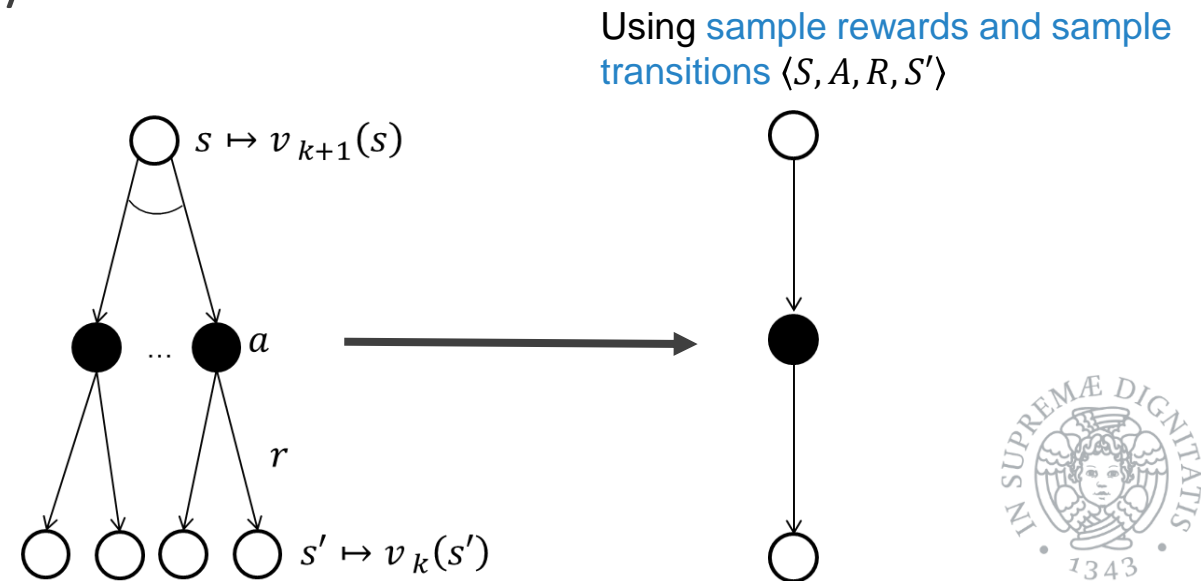 Using sample rewards and sample
transitions ⟨S, A, R, S′⟩
s ↦ v k+1(s)
... a
r
s′ ↦ v k(s′)
IN SUPREMÆ DIGNITATIS
• 1343 •